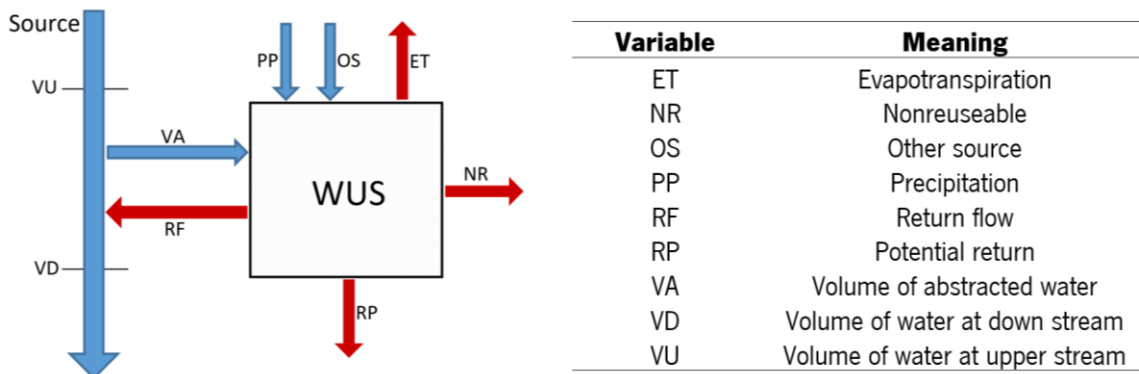 Source
VU
VA
RF
VD
PP
OS
ET
WUS
NR
RP
Variable Meaning
ET Evapotranspiration
NR Nonreuseable
OS Other source
PP Precipitation
RF Return flow
RP Potential return
VA Volume of abstracted water
VD Volume of water at down stream
VU Volume of water at upper stream